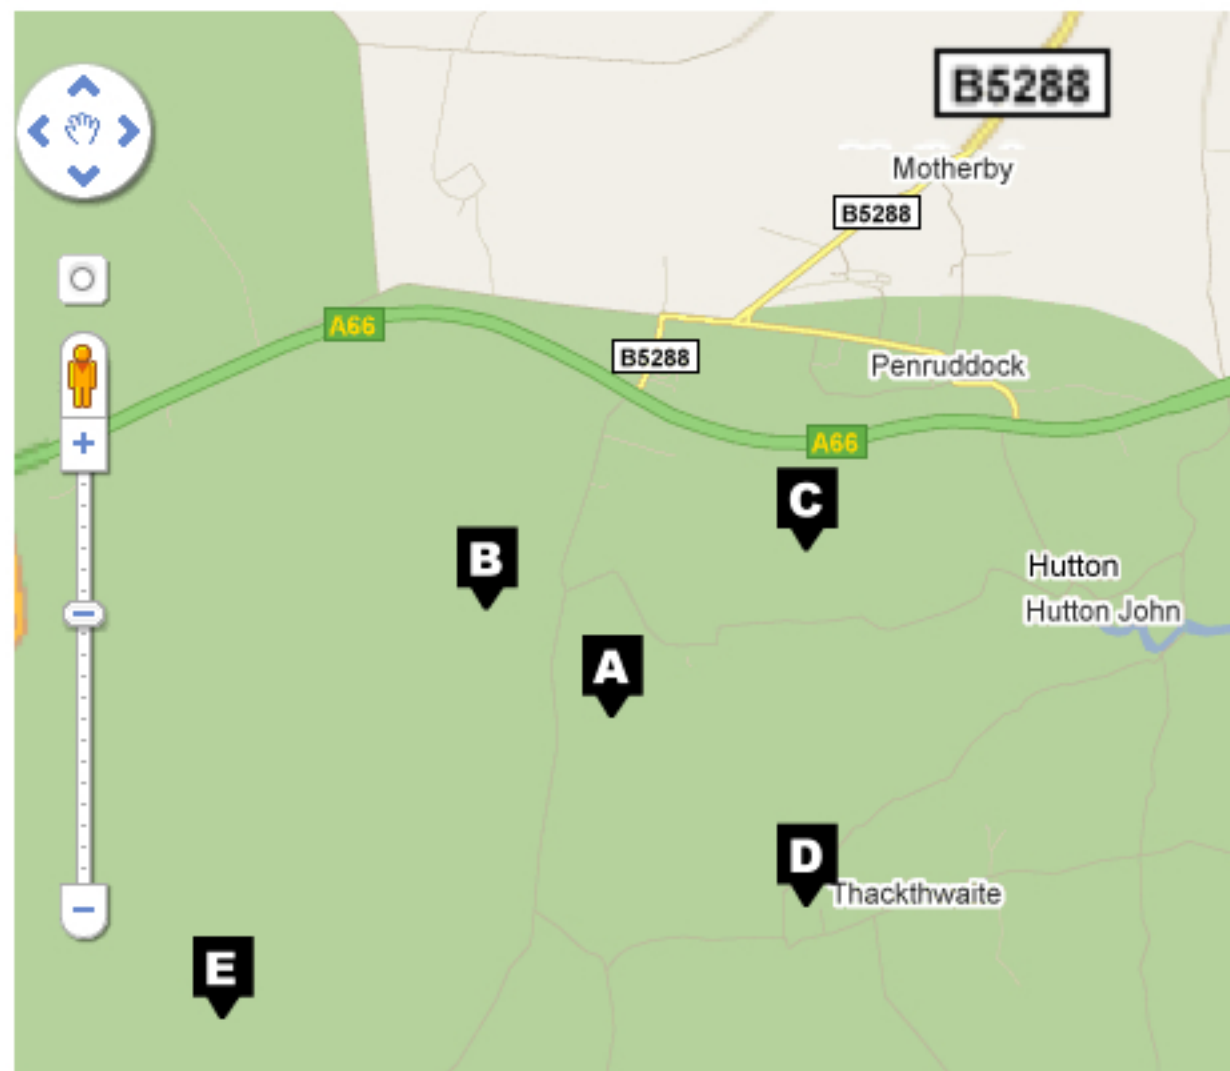 B5288
Motherby
B5288
A66
B5288
Penruddock
A66
C
B
Hutton
Hutton John
A
D
Thackthwaite
E